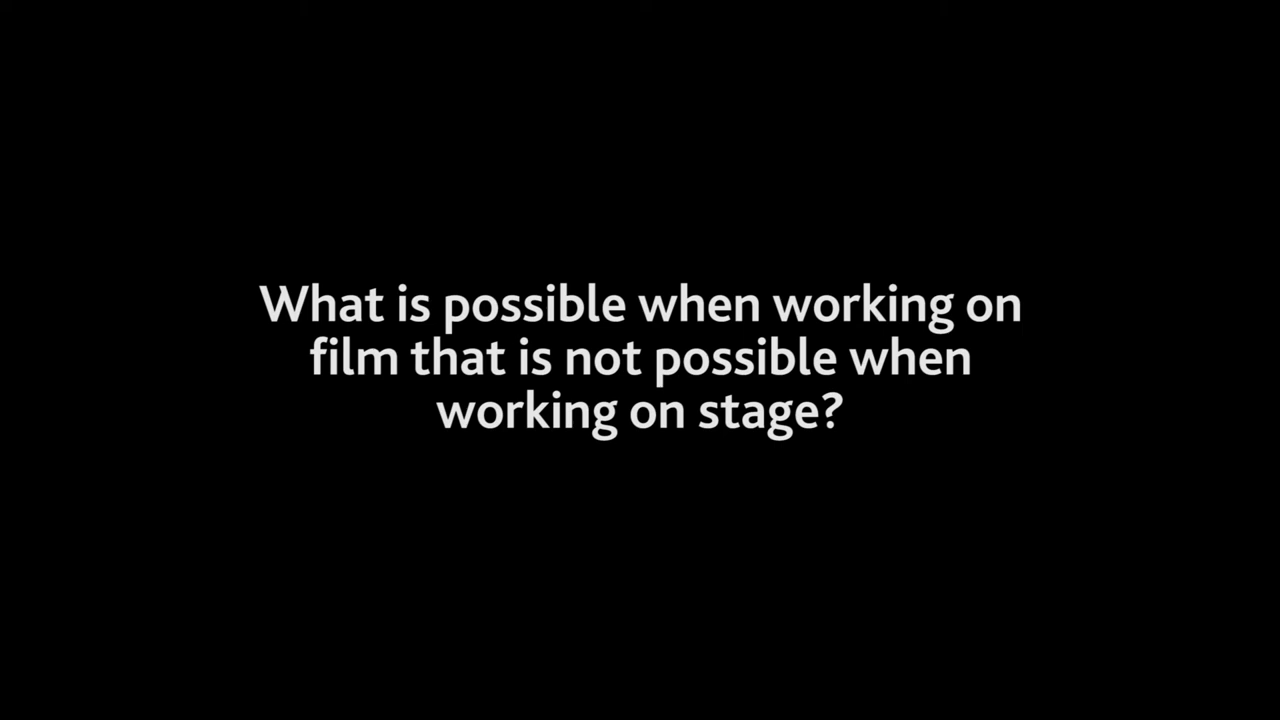 What is possible when working on
film that is not possible when
working on stage?